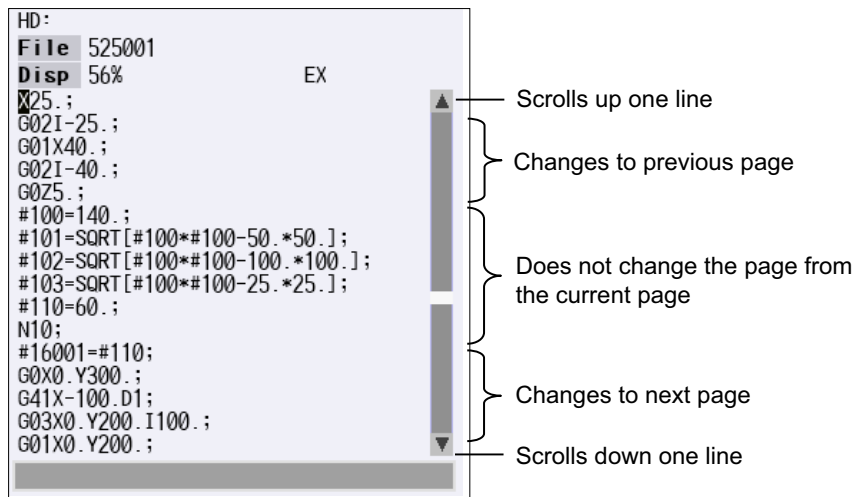 HD:
File 525001
Disp 56% EX
X25.;
G02I-25.;
G01X40.;
G02I-40.;
G0Z5.;
#100=140.;
#101=SQRT[#100*#100-50.*50.];
#102=SQRT[#100*#100-100.*100.];
#103=SQRT[#100*#100-25.*25.];
#110=60.;
N10;
#16001=#110;
G0X0.Y300.;
G41X-100.D1;
G03X0.Y200.I100.;
G01X0.Y200.;
Scrolls up one line
Changes to previous page
Does not change the page from
the current page
Changes to next page
Scrolls down one line